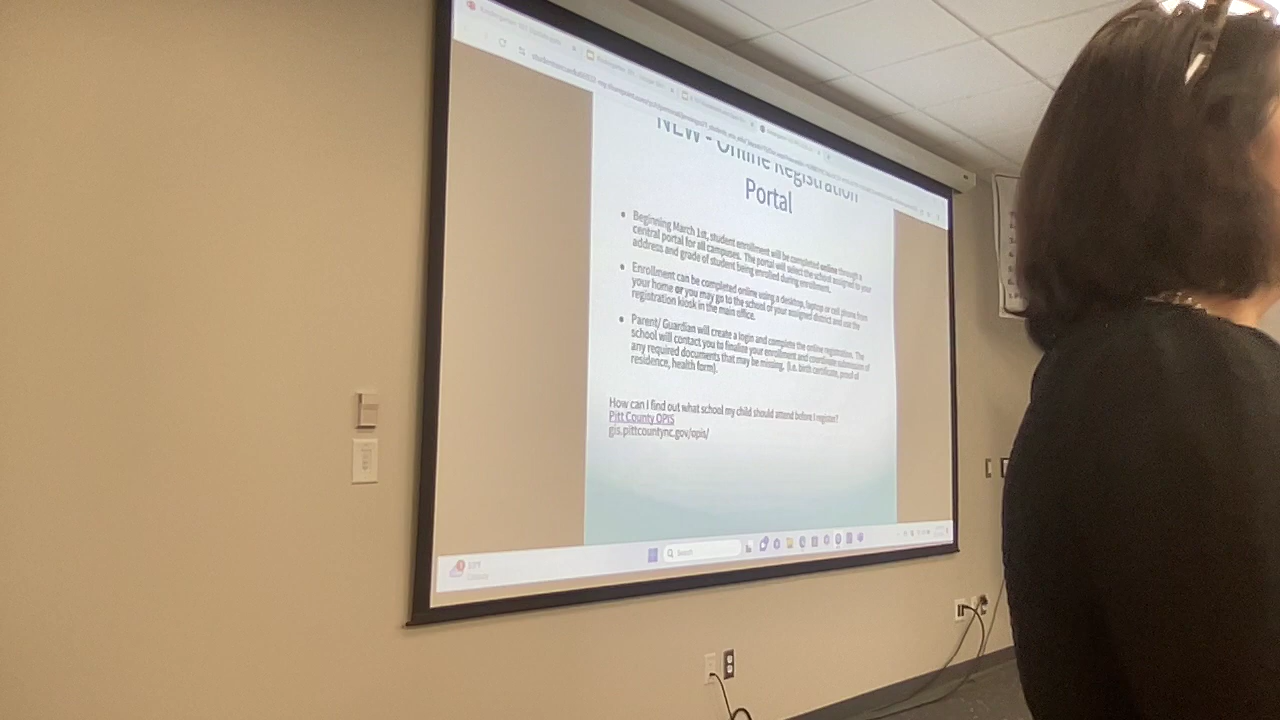 NEW - Online Registration
Portal
• Beginning March 1st, student enrollment will be completed online through a
central portal for all campuses. The portal will select the school assigned to your
address and grade of student being enrolled during enrollment.
• Enrollment can be completed online using a desktop, laptop or cell phone from
your home or you may go to the school of your assigned district and use the
registration kiosk in the main office.
• Parent/ Guardian will create a login and complete the online registration. The
school will contact you to finalize your enrollment and coordinate submission of
any required documents that may be missing. (i.e. birth certificate, proof of
residence, health form).
How can I find out what school my child should attend before I register?
Pitt County OPIS
gis.pittcountync.gov/opis/
Search